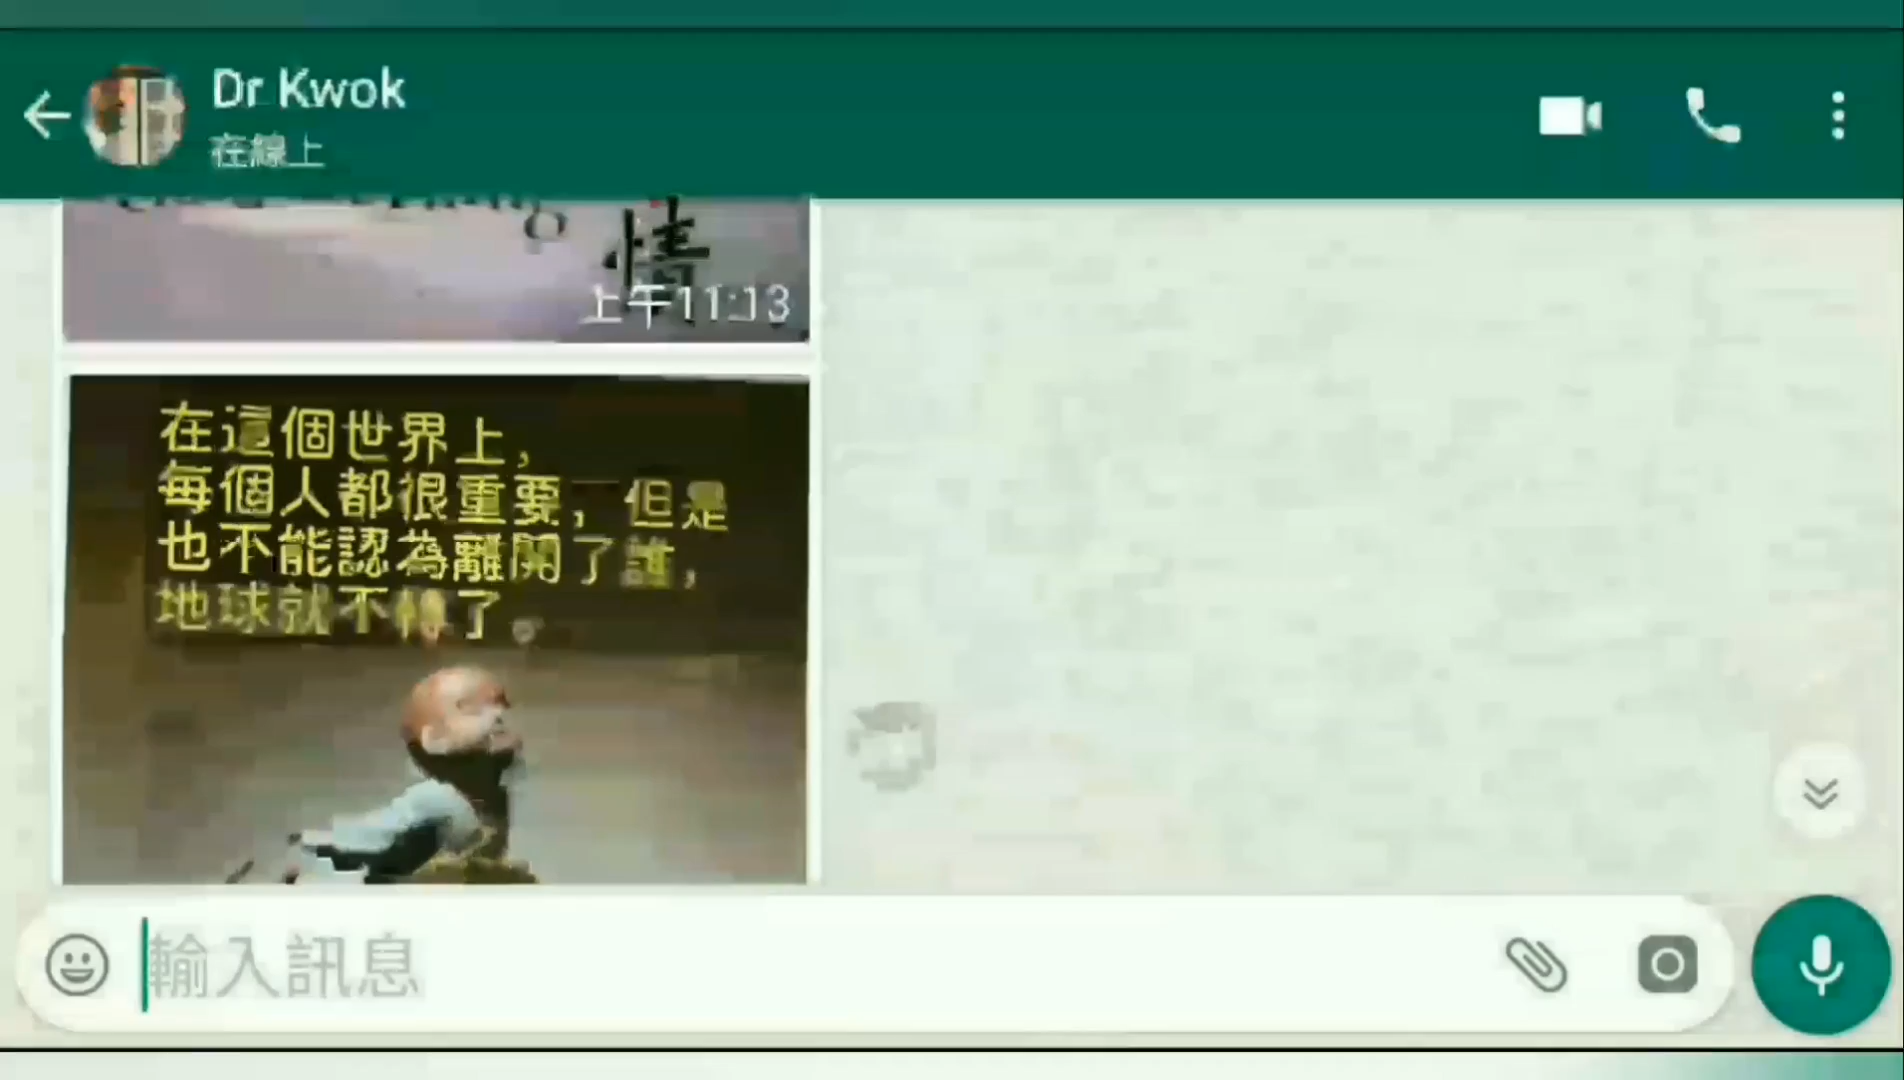 Dr Kwok
在線上
情
上午11:13
在這個世界上,
每個人都很重要,但是
也不能認為離開了誰,
地球就不轉了。
輸入訊息